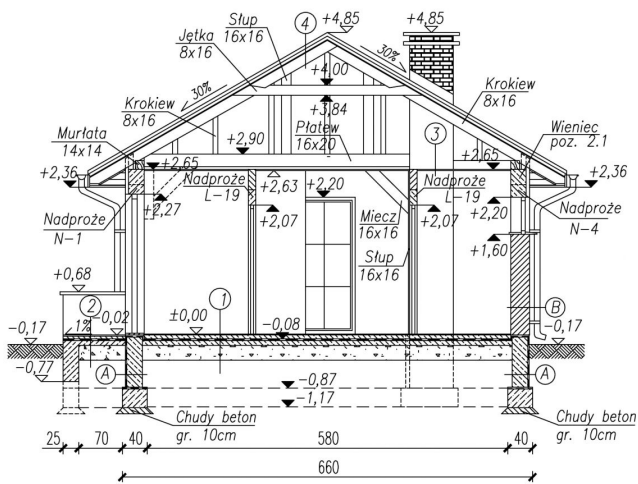 +4,85
+4,85
Słup
16x16
4
Jętka
8x16
30%
30%
+4,00
+3,84
Krokiew
8x16
Krokiew
8x16
Murłata
14x14
+2,90
Płatew
16x20
3
Wieniec
poz. 2.1
+2,36
+2,65
+2,65
+2,36
Nadproże
L-19
+2,63
+2,20
Nadproże
L-19
Nadproże
N-1
+2,27
+2,07
Miecz
16x16
+2,07
+2,20
Nadproże
N-4
+1,60
Słup
16x16
+0,68
2
1
B
-0,17
1%
-0,02
±0,00
-0,08
-0,17
-0,77
A
A
-0,87
-1,17
Chudy beton
gr. 10cm
Chudy beton
gr. 10cm
25
70
40
580
40
660